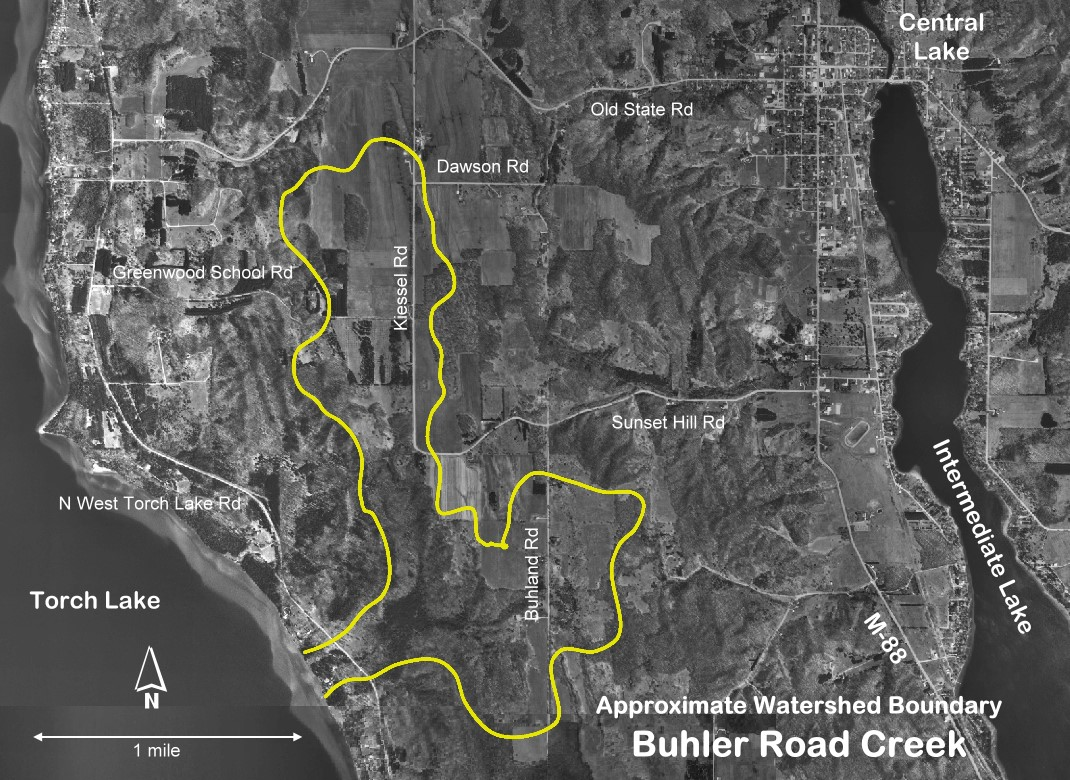 Central
Lake
Old State Rd
Dawson Rd
Greenwood School Rd
Kiessel Rd
Sunset Hill Rd
Intermediate Lake
N West Torch Lake Rd
Buhland Rd
Torch Lake
M-88
N
1 mile
Approximate Watershed Boundary
Buhler Road Creek